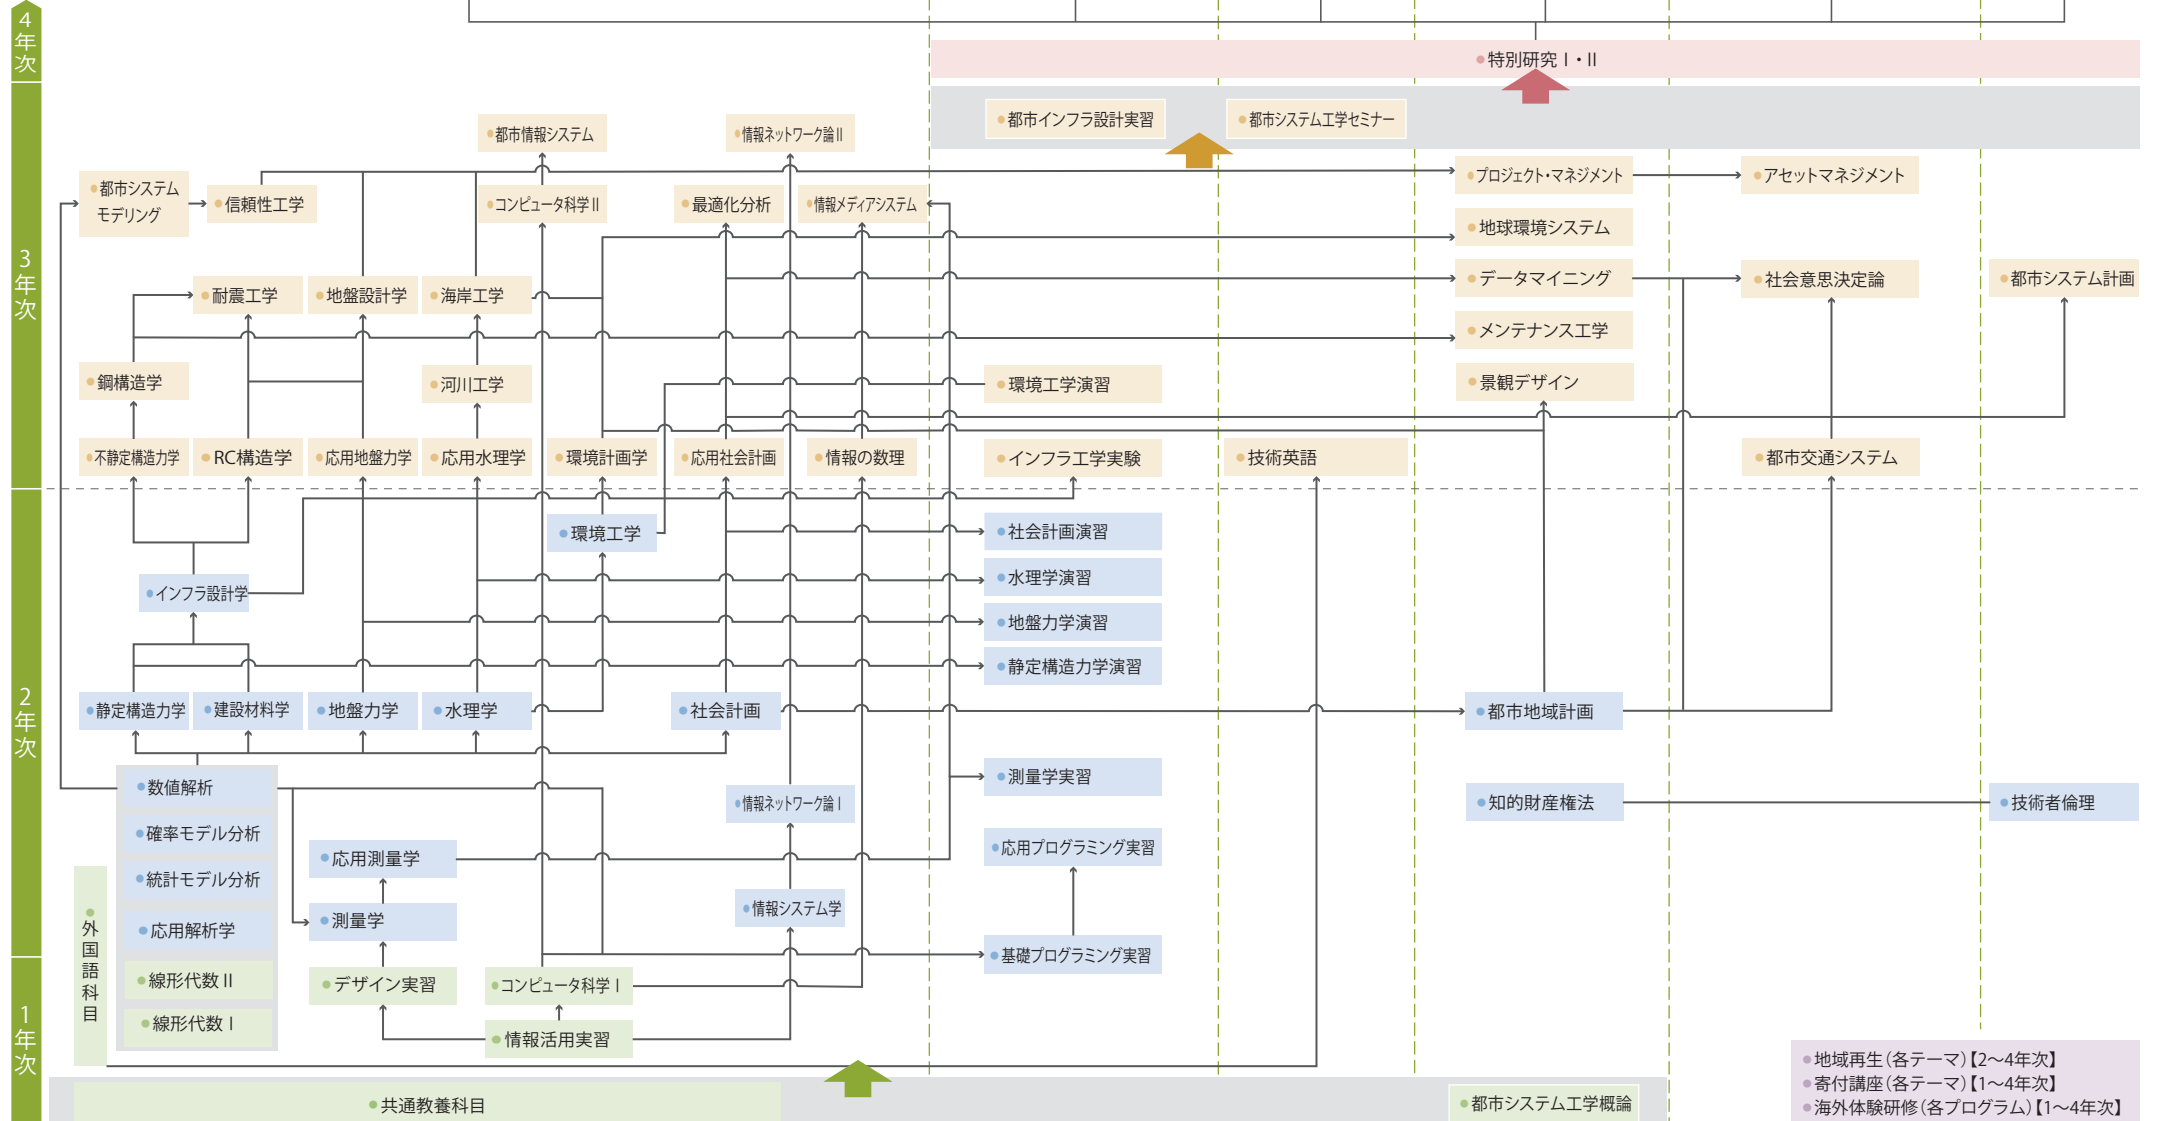 4年次
●特別研究Ⅰ・Ⅱ
●都市インフラ設計実習
●都市システム工学セミナー
3年次
●都市情報システム
●情報ネットワーク論Ⅱ
●都市システム
モデリング
●信頼性工学
●コンピュータ科学Ⅱ
●最適化分析
●情報メディアシステム
●プロジェクト・マネジメント
●アセットマネジメント
●地球環境システム
●耐震工学
●地盤設計学
●海岸工学
●データマイニング
●社会意思決定論
●都市システム計画
●メンテナンス工学
●鋼構造学
●河川工学
●環境工学演習
●景観デザイン
●不静定構造力学
●RC構造学
●応用地盤力学
●応用水理学
●環境計画学
●応用社会計画
●情報の数理
●インフラ工学実験
●技術英語
●都市交通システム
2年次
●環境工学
●社会計画演習
●水理学演習
●インフラ設計学
●地盤力学演習
●静定構造力学演習
●静定構造力学
●建設材料学
●地盤力学
●水理学
●社会計画
●都市地域計画
●数値解析
●測量学実習
●情報ネットワーク論Ⅰ
●知的財産権法
●技術者倫理
●確率モデル分析
●応用測量学
●応用プログラミング実習
●統計モデル分析
●情報システム学
●測量学
●応用解析学
●基礎プログラミング実習
●外国語科目
1年次
●線形代数Ⅱ
●デザイン実習
●コンピュータ科学Ⅰ
●線形代数Ⅰ
●情報活用実習
●共通教養科目
●都市システム工学概論
●地域再生(各テーマ)【2〜4年次】
●寄付講座(各テーマ)【1〜4年次】
●海外体験研修(各プログラム)【1〜4年次】